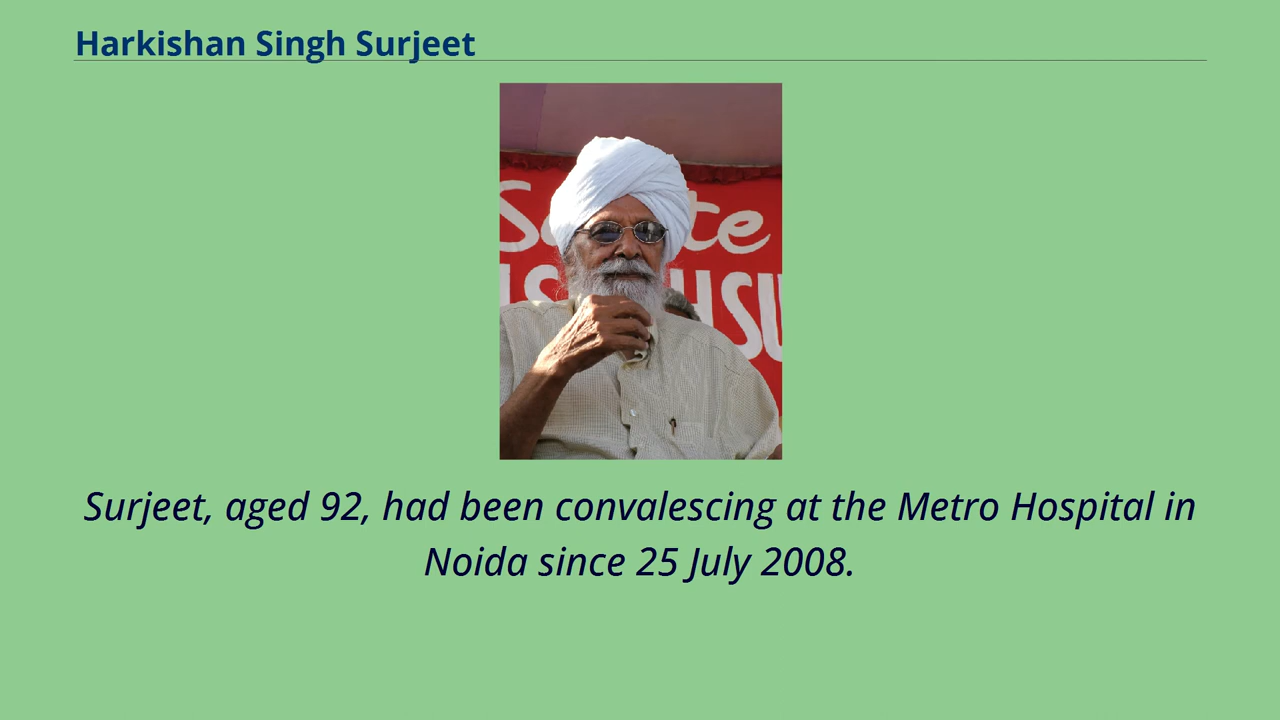 Harkishan Singh Surjeet
Surjeet, aged 92, had been convalescing at the Metro Hospital in
Noida since 25 July 2008.